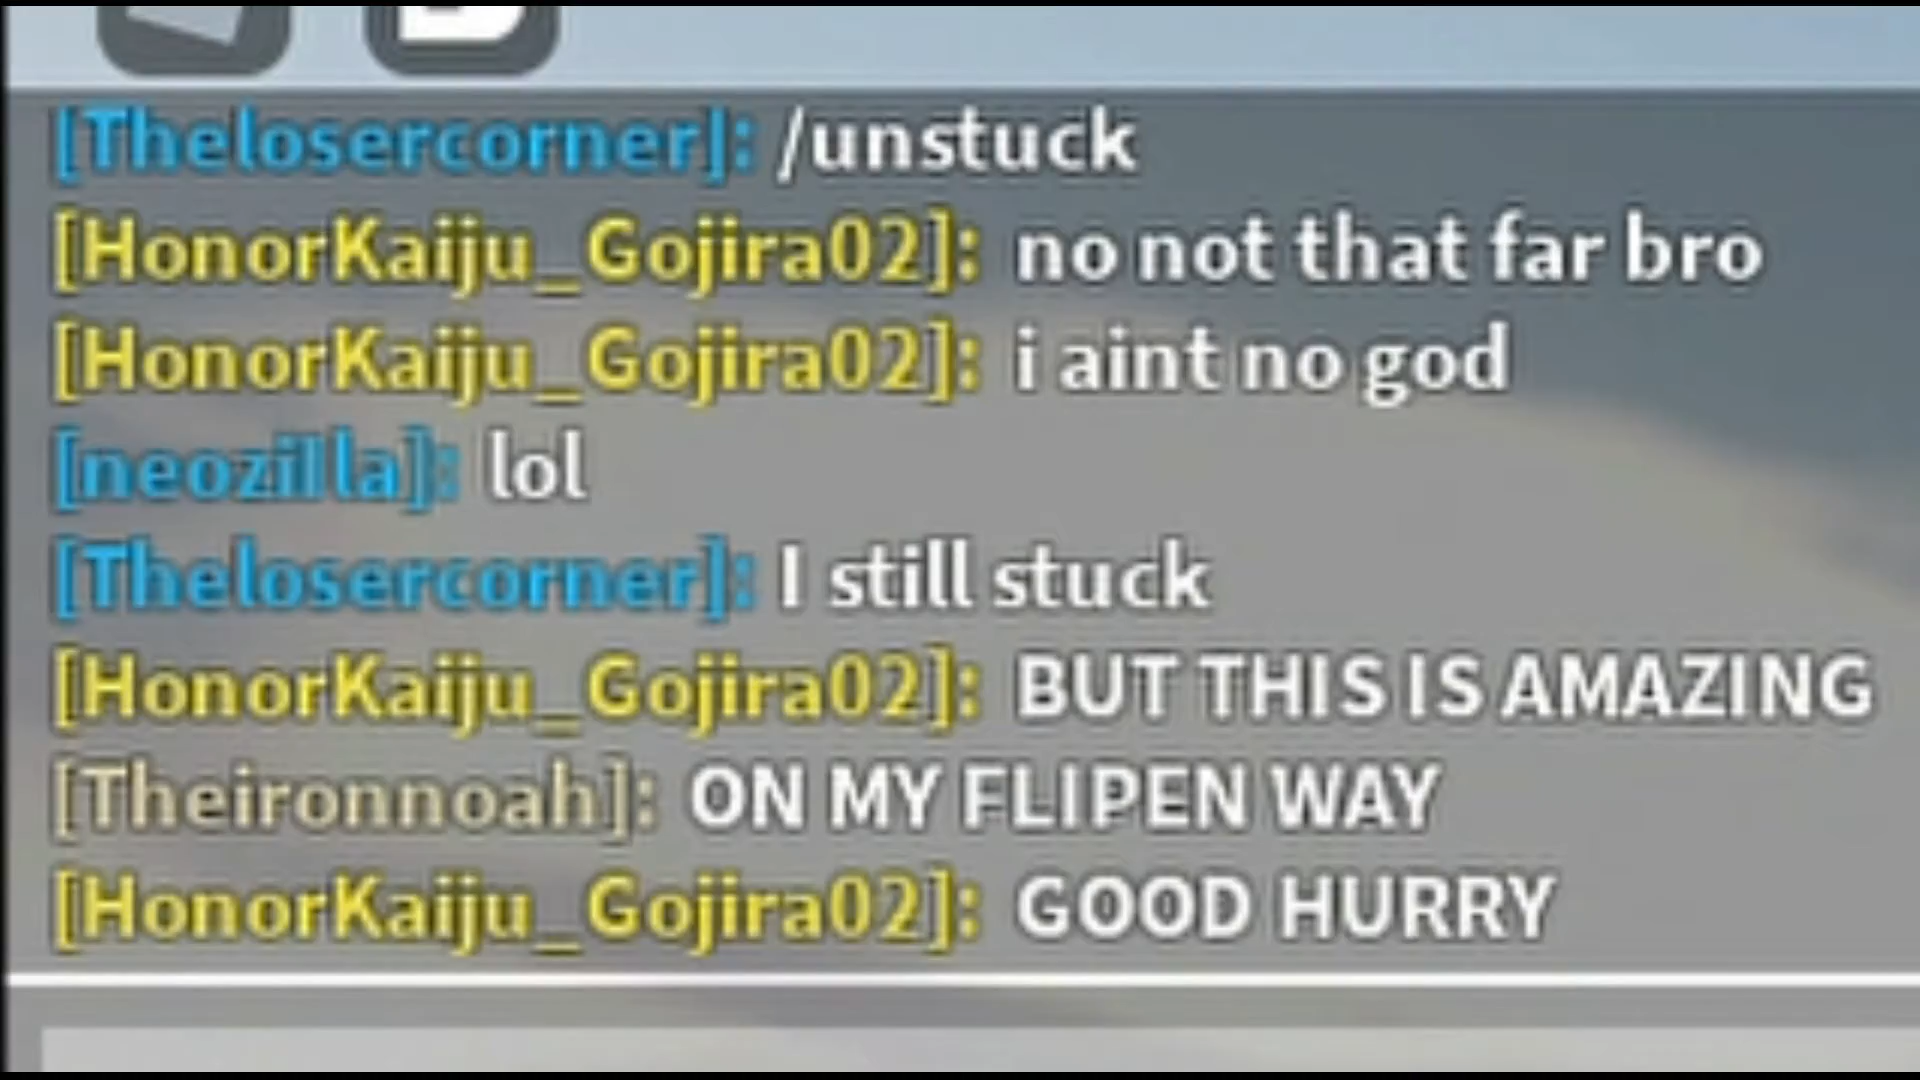 [Thelosercorner]: /unstuck
[HonorKaiju_Gojira02]: no not that far bro
[HonorKaiju_Gojira02]: i aint no god
[neozilla]: lol
[Thelosercorner]: I still stuck
[HonorKaiju_Gojira02]: BUT THIS IS AMAZING
[Theironnoah]: ON MY FLIPEN WAY
[HonorKaiju_Gojira02]: GOOD HURRY